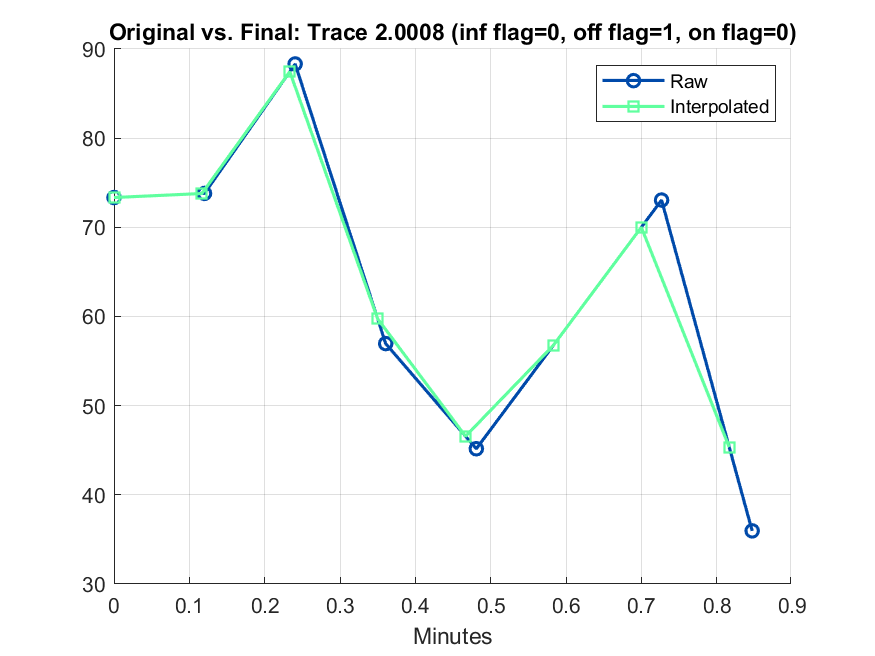 Original vs. Final: Trace 2.0008 (inf flag=0, off flag=1, on flag=0)
Raw
Interpolated
90
80
70
60
50
40
30
0 0.1 0.2 0.3 0.4 0.5 0.6 0.7 0.8 0.9
Minutes